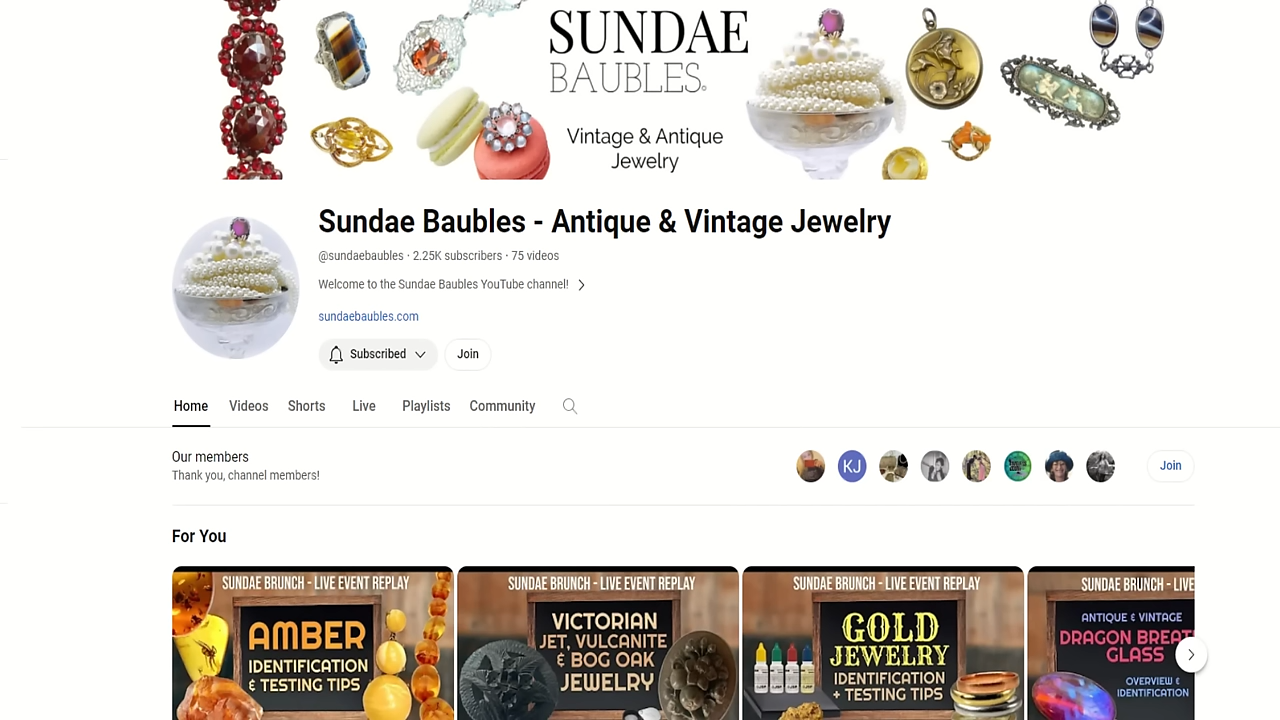 SUNDAE
BAUBLES
Vintage & Antique
Jewelry
Sundae Baubles - Antique & Vintage Jewelry
@sundaebaubles · 2.25K subscribers · 75 videos
Welcome to the Sundae Baubles YouTube channel!
sundaebaubles.com
Subscribed
Join
Home Videos Shorts Live Playlists Community
Our members
Thank you, channel members!
KJ
Join
For You
SUNDAE BRUNCH - LIVE EVENT REPLAY
AMBER
IDENTIFICATION
& TESTING TIPS
SUNDAE BRUNCH - LIVE EVENT REPLAY
VICTORIAN
JET, VULCANITE
& BOG OAK
JEWELRY
SUNDAE BRUNCH - LIVE EVENT REPLAY
GOLD
JEWELRY
IDENTIFICATION
+ TESTING TIPS
SUNDAE BRUNCH - LIVE
ANTIQUE & VINTAGE
DRAGON BREAT
GLASS
OVERVIEW &
IDENTIFICATION